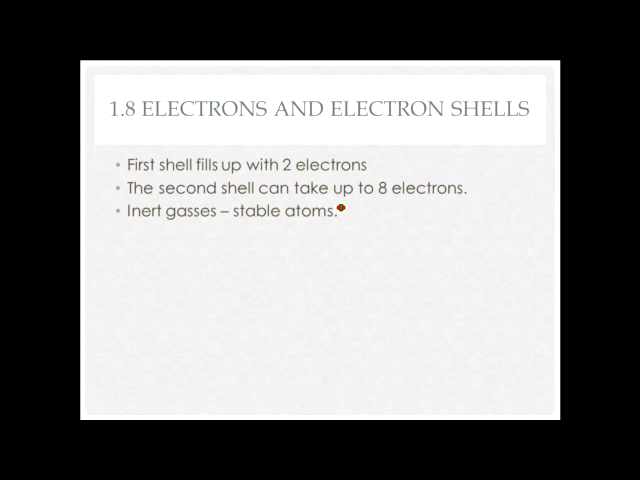 1.8 ELECTRONS AND ELECTRON SHELLS
• First shell fills up with 2 electrons
• The second shell can take up to 8 electrons.
• Inert gasses – stable atoms.